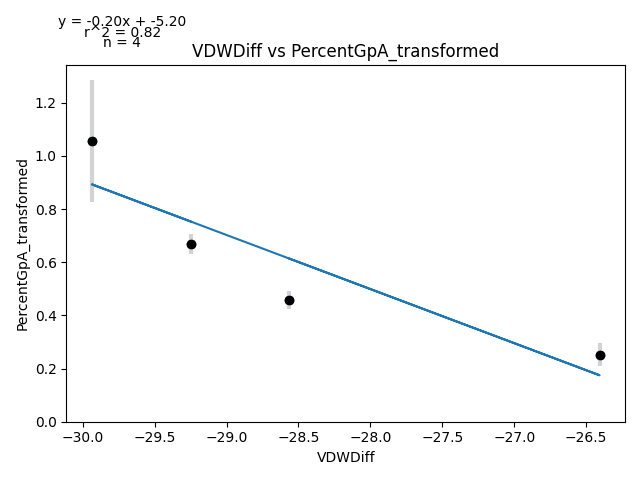 y = -0.20x + -5.20
r^2 = 0.82
n = 4
VDWDiff vs PercentGpA_transformed
PercentGpA_transformed
1.2
1.0
0.8
0.6
0.4
0.2
0.0
−30.0 −29.5 −29.0 −28.5 −28.0 −27.5 −27.0 −26.5
VDWDiff